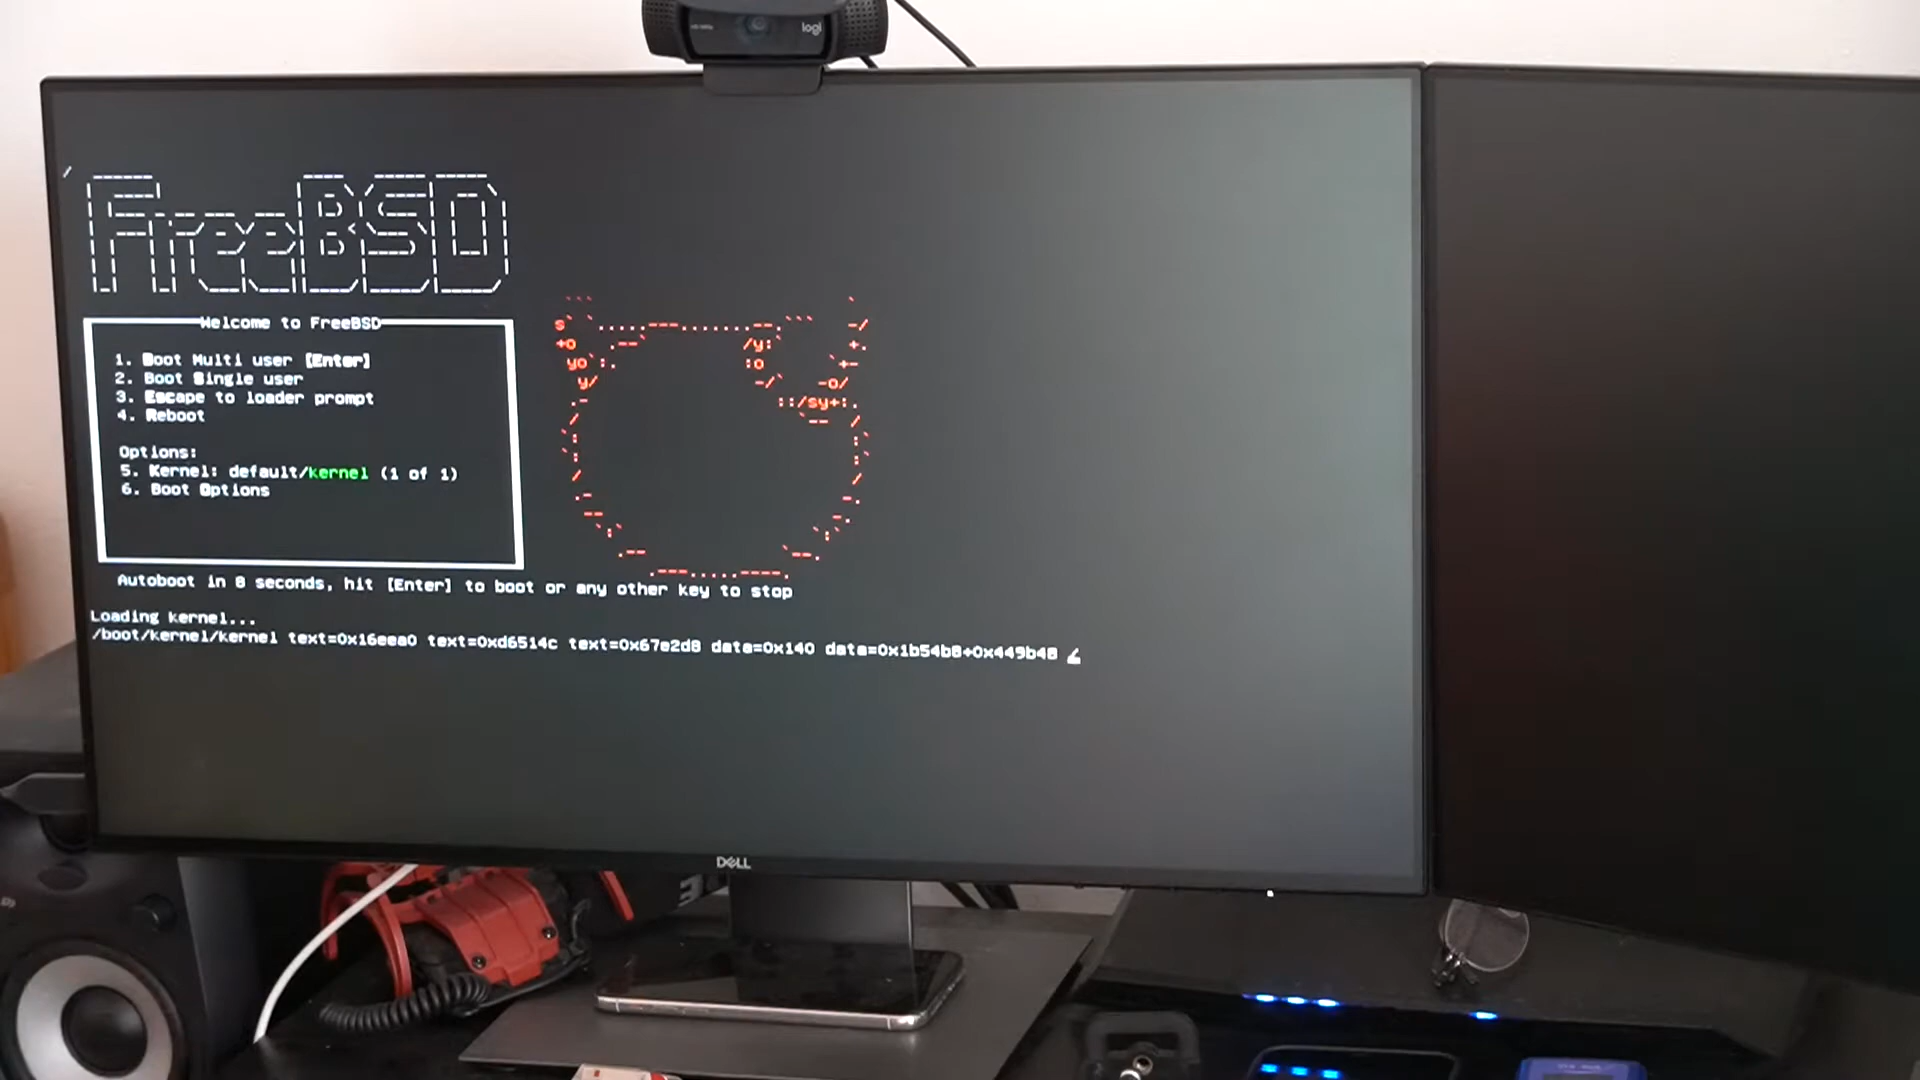 logi
FreeBSD
Welcome to FreeBSD
1. Boot Multi user [Enter]
2. Boot Single user
3. Escape to loader prompt
4. Reboot
Options:
5. Kernel: default/kernel (1 of 1)
6. Boot Options
Autoboot in 8 seconds, hit [Enter] to boot or any other key to stop
Loading kernel...
/boot/kernel/kernel text=0x16eea0 text=0xd6514c text=0x67e2d8 data=0x140 data=0x1b54b8+0x449b48
DELL